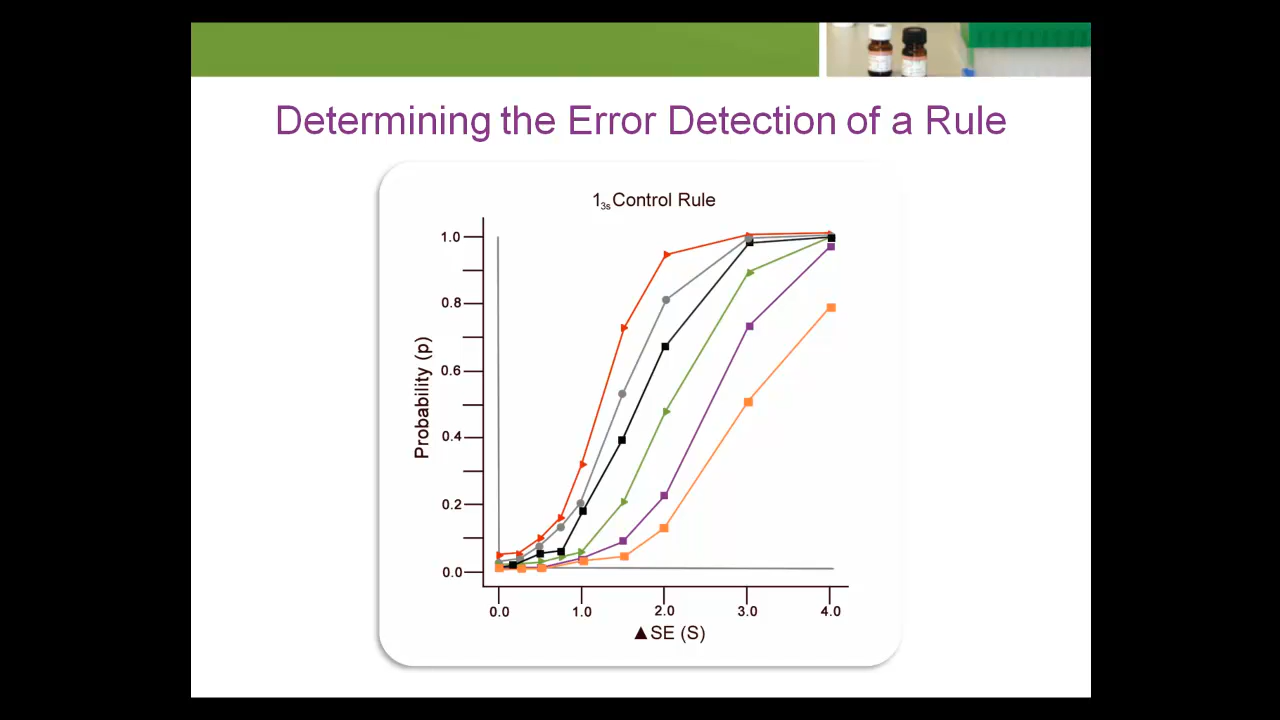 Determining the Error Detection of a Rule
1₃ₛ Control Rule
1.0
0.8
0.6
0.4
0.2
0.0
Probability (p)
0.0 1.0 2.0 3.0 4.0
▲SE (S)